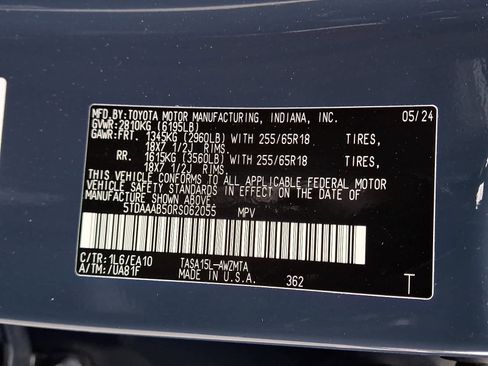 MFD.BY:TOYOTA MOTOR MANUFACTURING, INDIANA, INC. 05/24
GVWR:2810KG (6195LB)
GAWR:FRT. 1345KG (2960LB) WITH 255/65R18 TIRES,
18X7 1/2J RIMS
RR. 1615KG (3560LB) WITH 255/65R18 TIRES,
18X7 1/2J RIMS
THIS VEHICLE CONFORMS TO ALL APPLICABLE FEDERAL MOTOR
VEHICLE SAFETY STANDARDS IN EFFECT ON THE DATE OF
MANUFACTURE SHOWN ABOVE.
5TDAAAB50RS062055 MPV
C/TR:1L6/EA10 TASA15L-AWZMTA
A/TM:/UA81F MADE IN U.S.A. 362 T